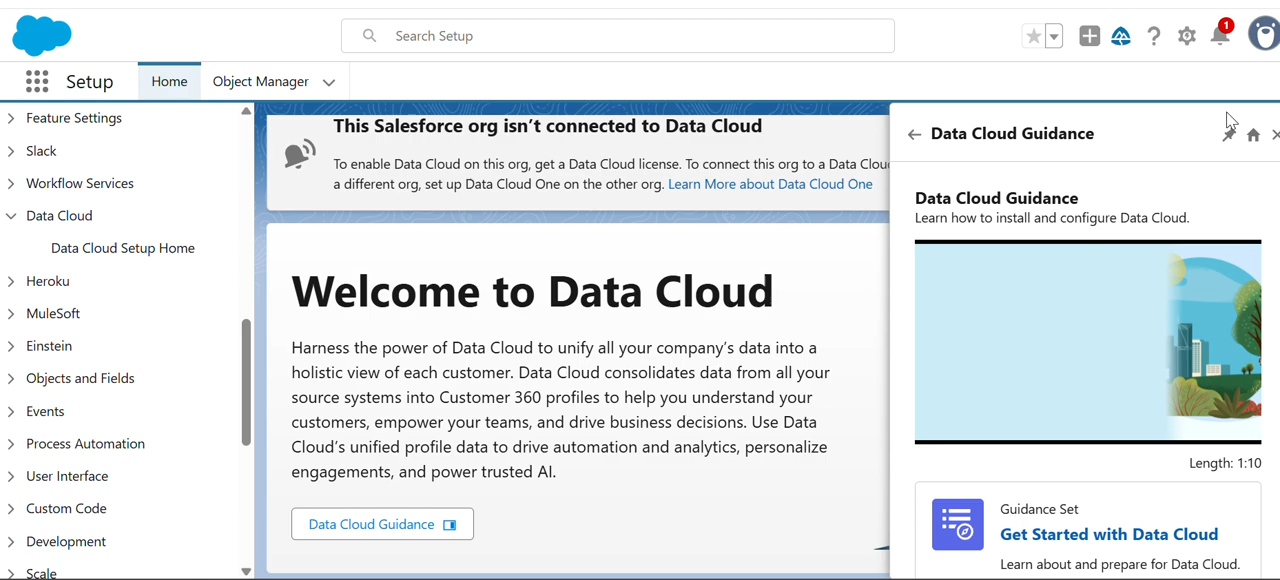 Search Setup
1
Setup
Home
Object Manager
Feature Settings
Slack
Workflow Services
Data Cloud
Data Cloud Setup Home
Heroku
MuleSoft
Einstein
Objects and Fields
Events
Process Automation
User Interface
Custom Code
Development
Scale
This Salesforce org isn't connected to Data Cloud
To enable Data Cloud on this org, get a Data Cloud license. To connect this org to a Data Clou
a different org, set up Data Cloud One on the other org. Learn More about Data Cloud One
Welcome to Data Cloud
Harness the power of Data Cloud to unify all your company's data into a
holistic view of each customer. Data Cloud consolidates data from all your
source systems into Customer 360 profiles to help you understand your
customers, empower your teams, and drive business decisions. Use Data
Cloud's unified profile data to drive automation and analytics, personalize
engagements, and power trusted AI.
Data Cloud Guidance
Data Cloud Guidance
Data Cloud Guidance
Learn how to install and configure Data Cloud.
Length: 1:10
Guidance Set
Get Started with Data Cloud
Learn about and prepare for Data Cloud.